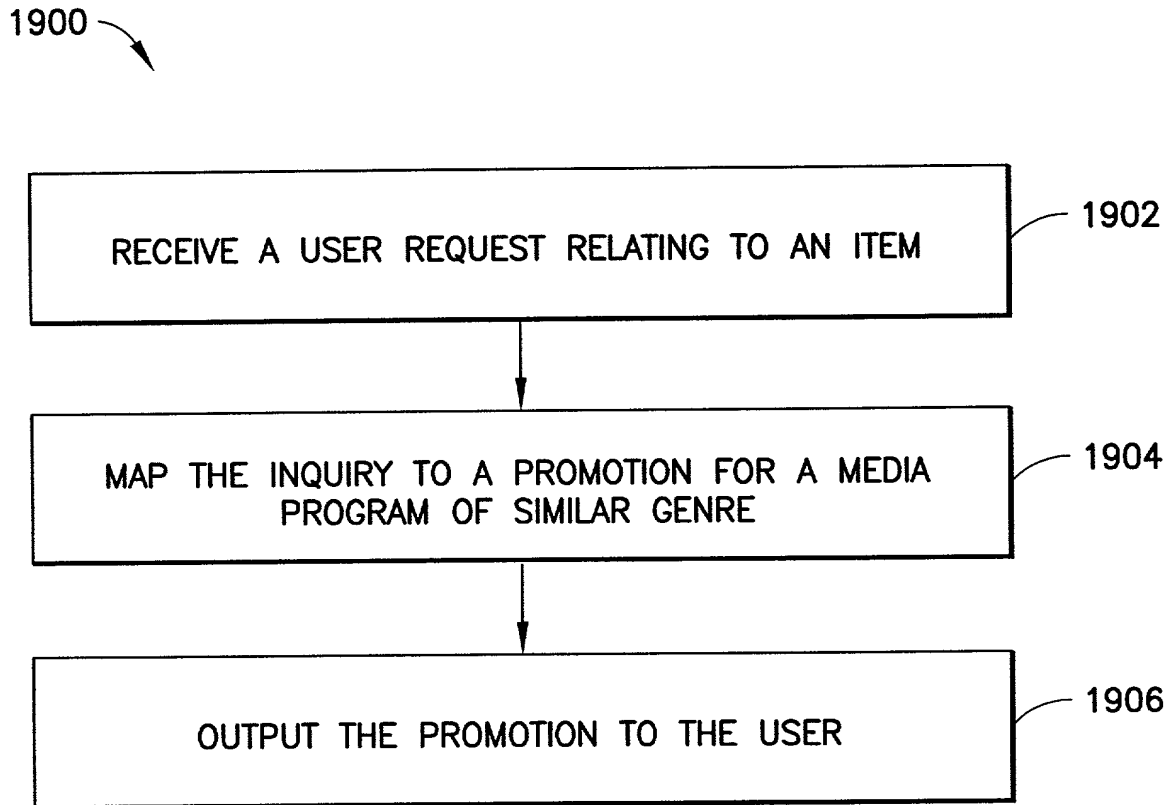 1900
RECEIVE A USER REQUEST RELATING TO AN ITEM
1902
MAP THE INQUIRY TO A PROMOTION FOR A MEDIA
PROGRAM OF SIMILAR GENRE
1904
OUTPUT THE PROMOTION TO THE USER
1906